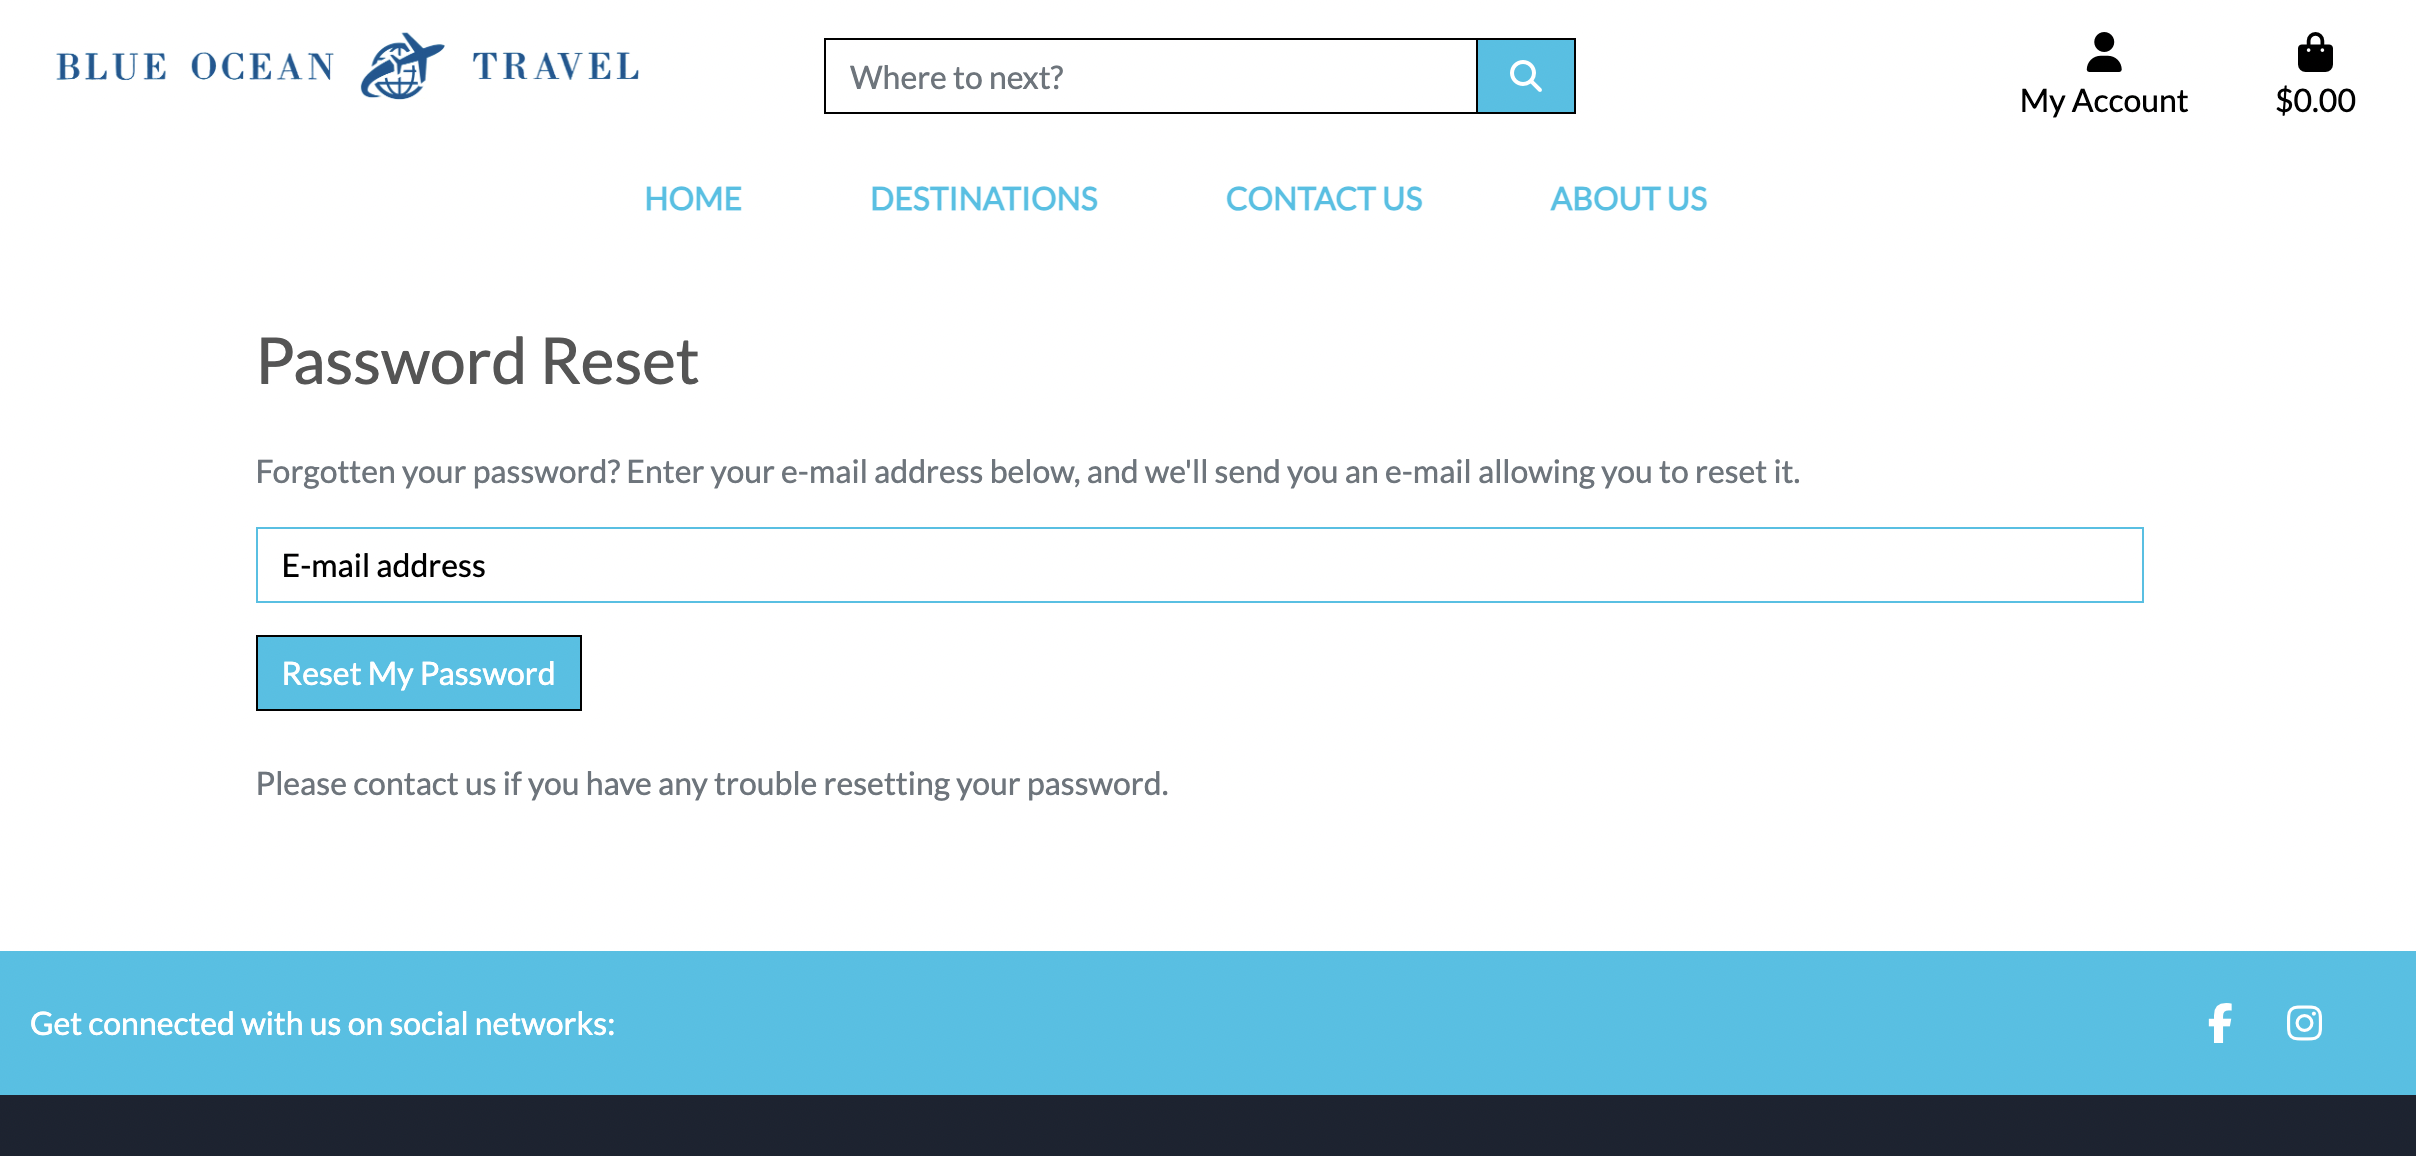 BLUE OCEAN TRAVEL
Where to next?
My Account
$0.00
HOME DESTINATIONS CONTACT US ABOUT US
Password Reset
Forgotten your password? Enter your e-mail address below, and we'll send you an e-mail allowing you to reset it.
E-mail address
Reset My Password
Please contact us if you have any trouble resetting your password.
Get connected with us on social networks: